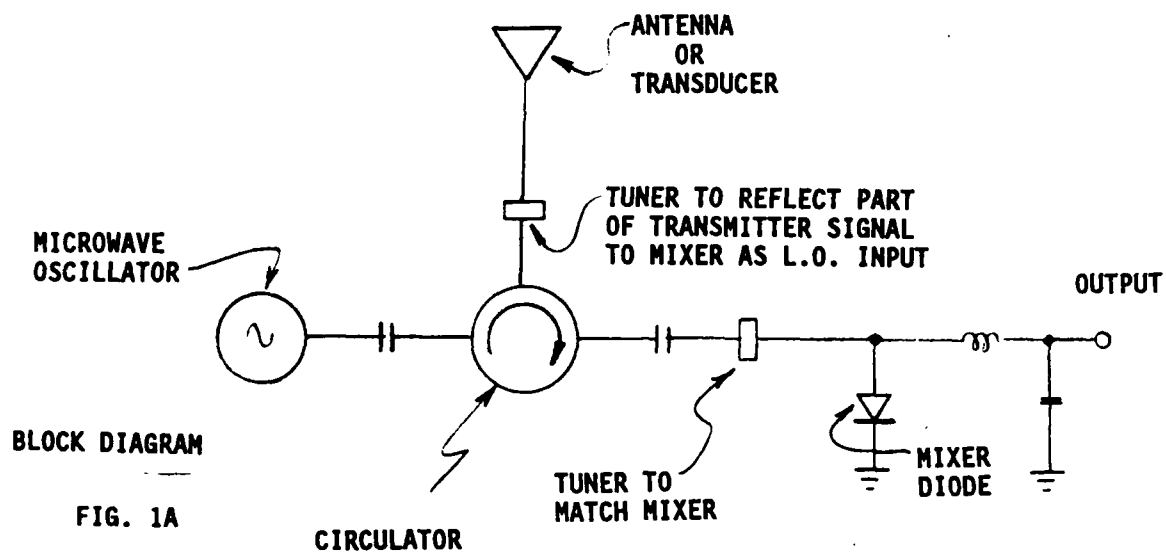 ANTENNA
OR
TRANSDUCER
TUNER TO REFLECT PART
OF TRANSMITTER SIGNAL
TO MIXER AS L.O. INPUT
MICROWAVE
OSCILLATOR
OUTPUT
BLOCK DIAGRAM
FIG. 1A
CIRCULATOR
TUNER TO
MATCH MIXER
MIXER
DIODE